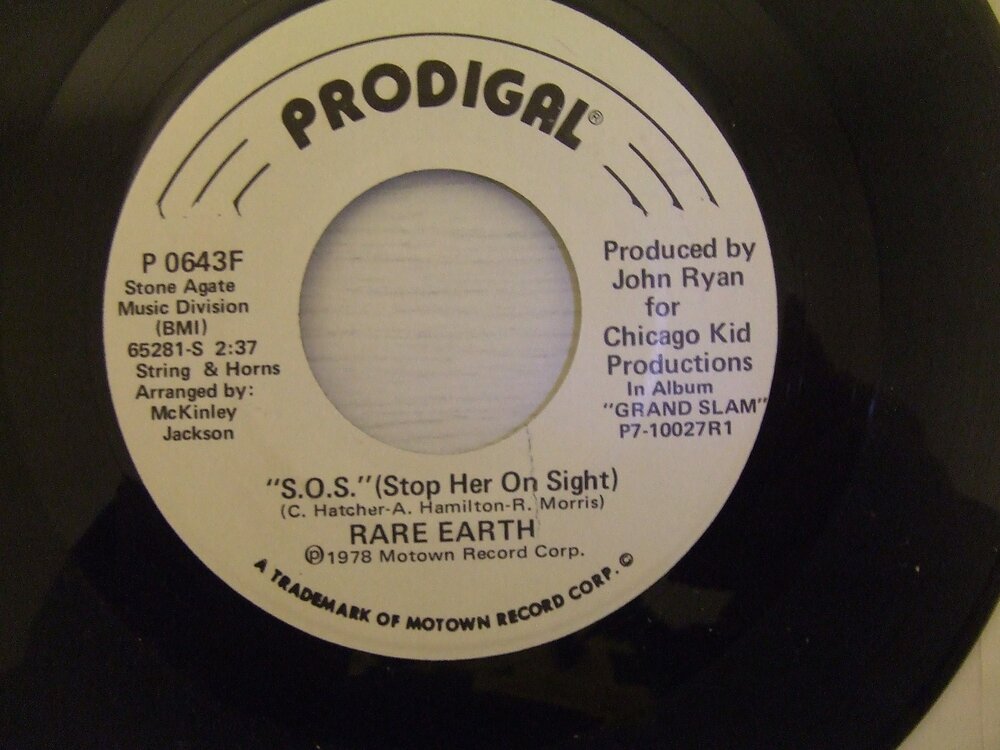 PRODIGAL®
P 0643F
Stone Agate
Music Division
(BMI)
65281-S 2:37
String & Horns
Arranged by:
McKinley
Jackson
Produced by
John Ryan
for
Chicago Kid
Productions
In Album
"GRAND SLAM"
P7-10027R1
"S.O.S." (Stop Her On Sight)
(C. Hatcher-A. Hamilton-R. Morris)
RARE EARTH
℗1978 Motown Record Corp.
A TRADEMARK OF MOTOWN RECORD CORP.©